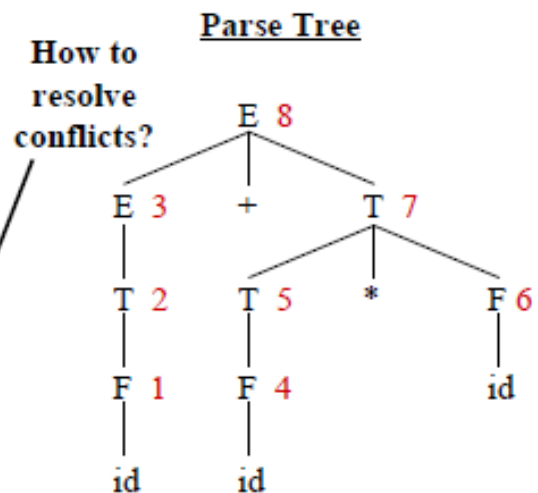 Parse Tree
How to
resolve
conflicts?
E 8
E 3 + T 7
T 2 T 5 * F 6
F 1 F 4 id
id id